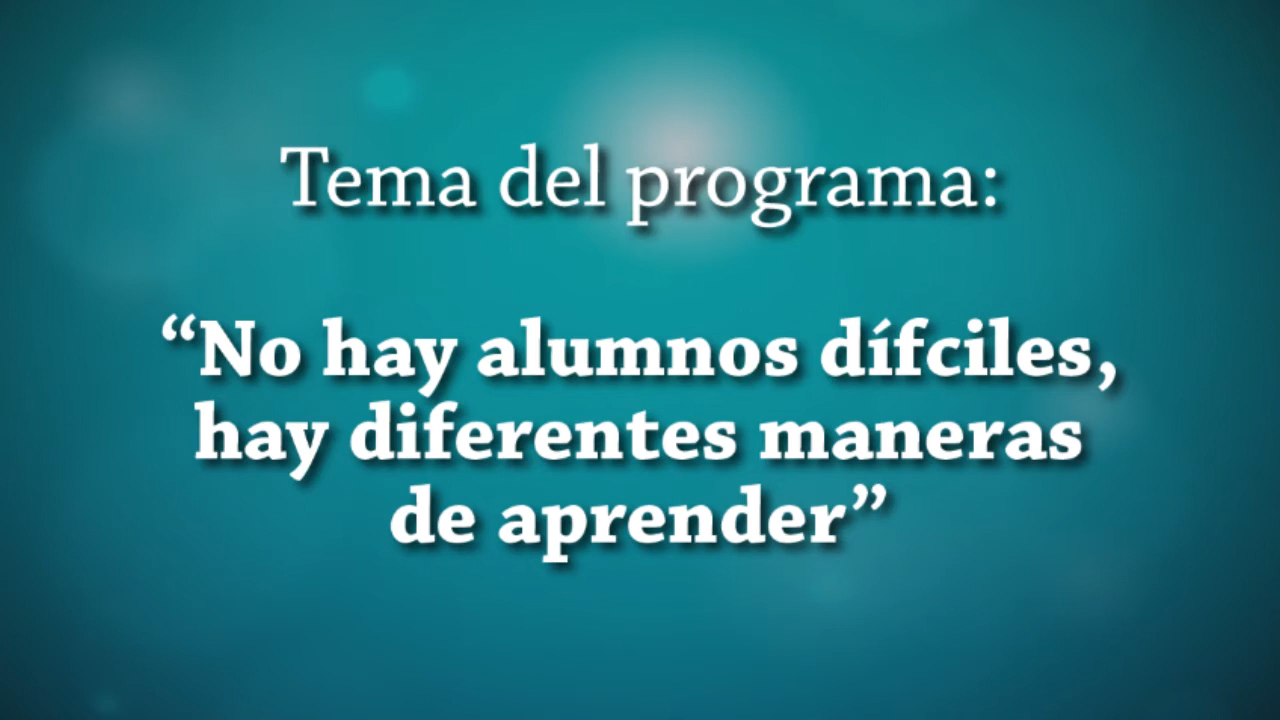 Tema del programa:
“No hay alumnos dífciles,
hay diferentes maneras
de aprender”